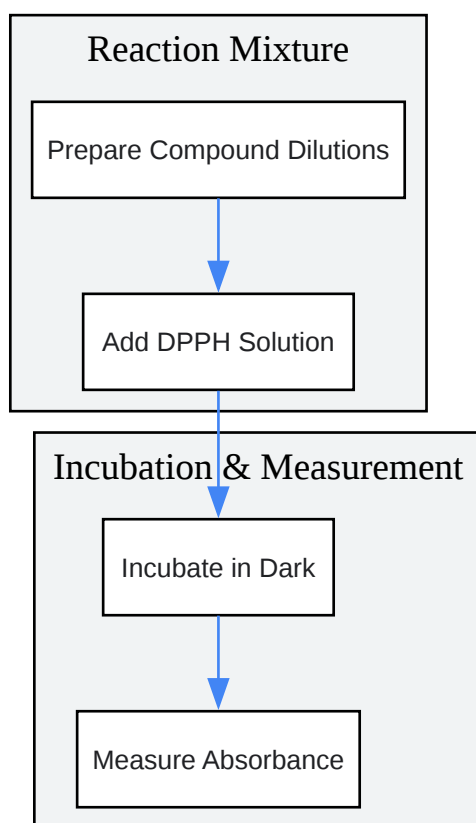 Reaction Mixture
Prepare Compound Dilutions
Add DPPH Solution
Incubation & Measurement
Incubate in Dark
Measure Absorbance